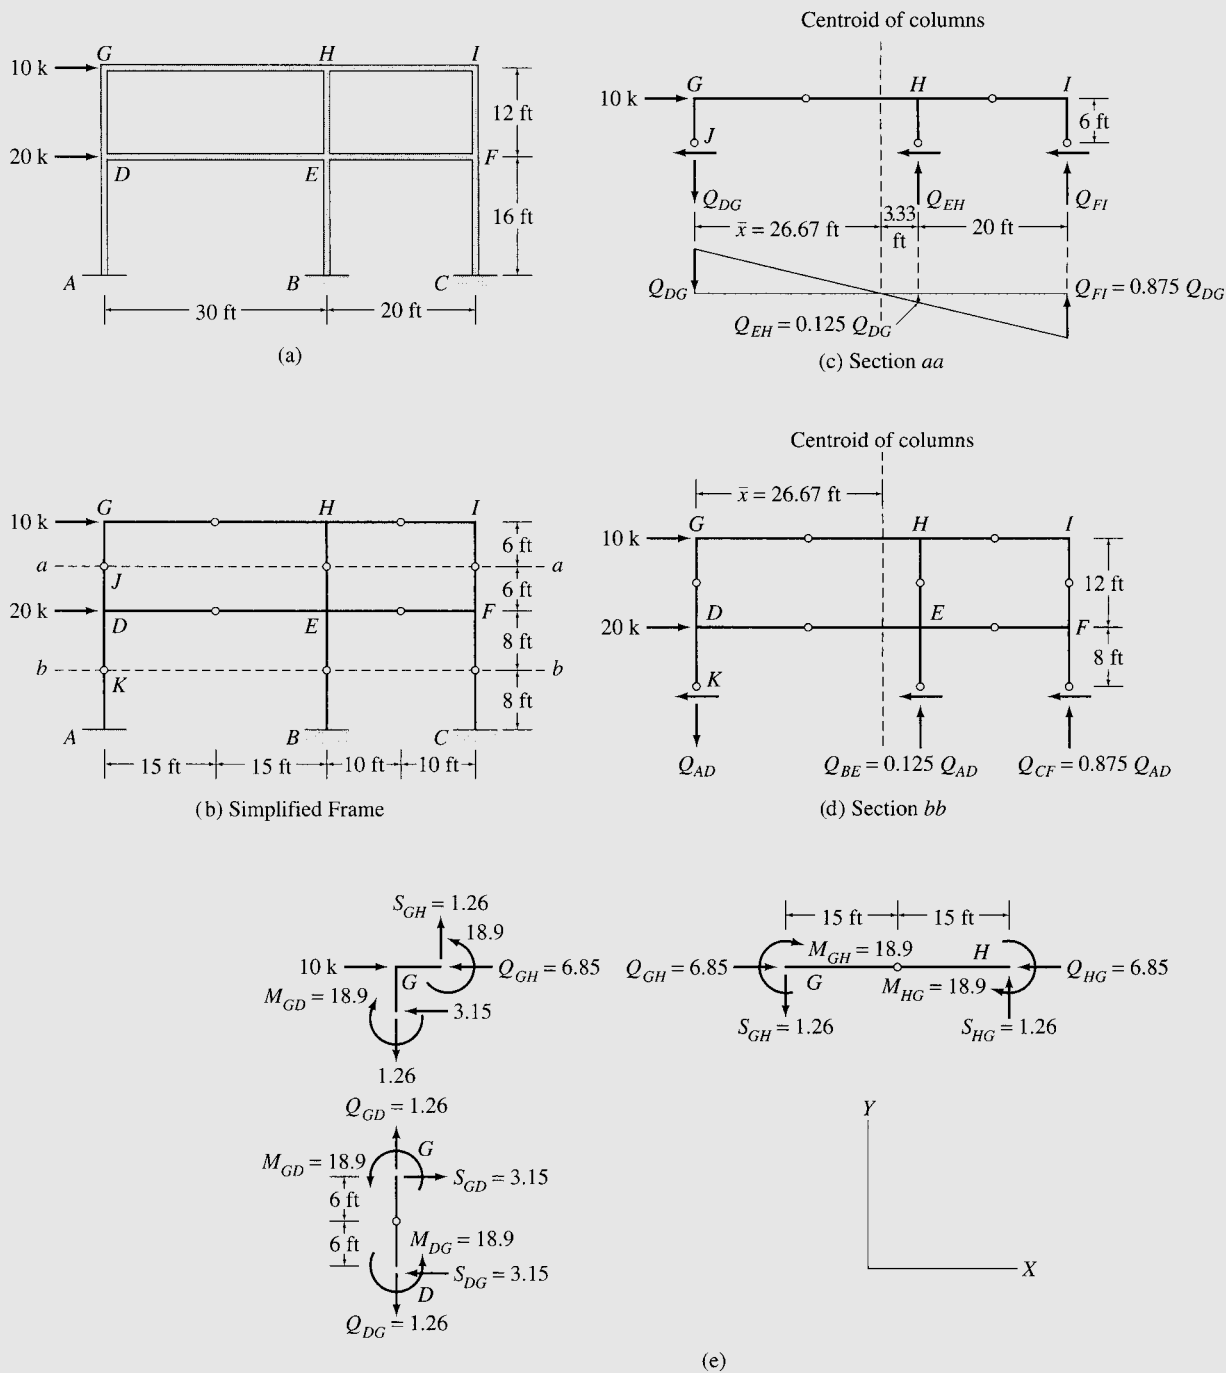 G H I
10 k
12 ft
20 k
D E F
16 ft
A B C
30 ft 20 ft
(a)
Centroid of columns
G H I
10 k
6 ft
J
Q_DG Q_EH Q_FI
x̄ = 26.67 ft 3.33 ft 20 ft
Q_DG
Q_FI = 0.875 Q_DG
Q_EH = 0.125 Q_DG
(c) Section aa
G H I
10 k
6 ft
a a
J
6 ft
20 k
D E F
8 ft
b b
K
8 ft
A B C
15 ft 15 ft 10 ft 10 ft
(b) Simplified Frame
Centroid of columns
x̄ = 26.67 ft
G H I
10 k
12 ft
D E
20 k
F
8 ft
K
Q_AD Q_BE = 0.125 Q_AD Q_CF = 0.875 Q_AD
(d) Section bb
S_GH = 1.26
18.9
10 k
G
Q_GH = 6.85
M_GD = 18.9
3.15
1.26
Q_GD = 1.26
G
M_GD = 18.9
S_GD = 3.15
6 ft
6 ft
M_DG = 18.9
S_DG = 3.15
D
Q_DG = 1.26
15 ft 15 ft
M_GH = 18.9 H
Q_GH = 6.85 Q_HG = 6.85
G M_HG = 18.9
S_GH = 1.26 S_HG = 1.26
Y
X
(e)